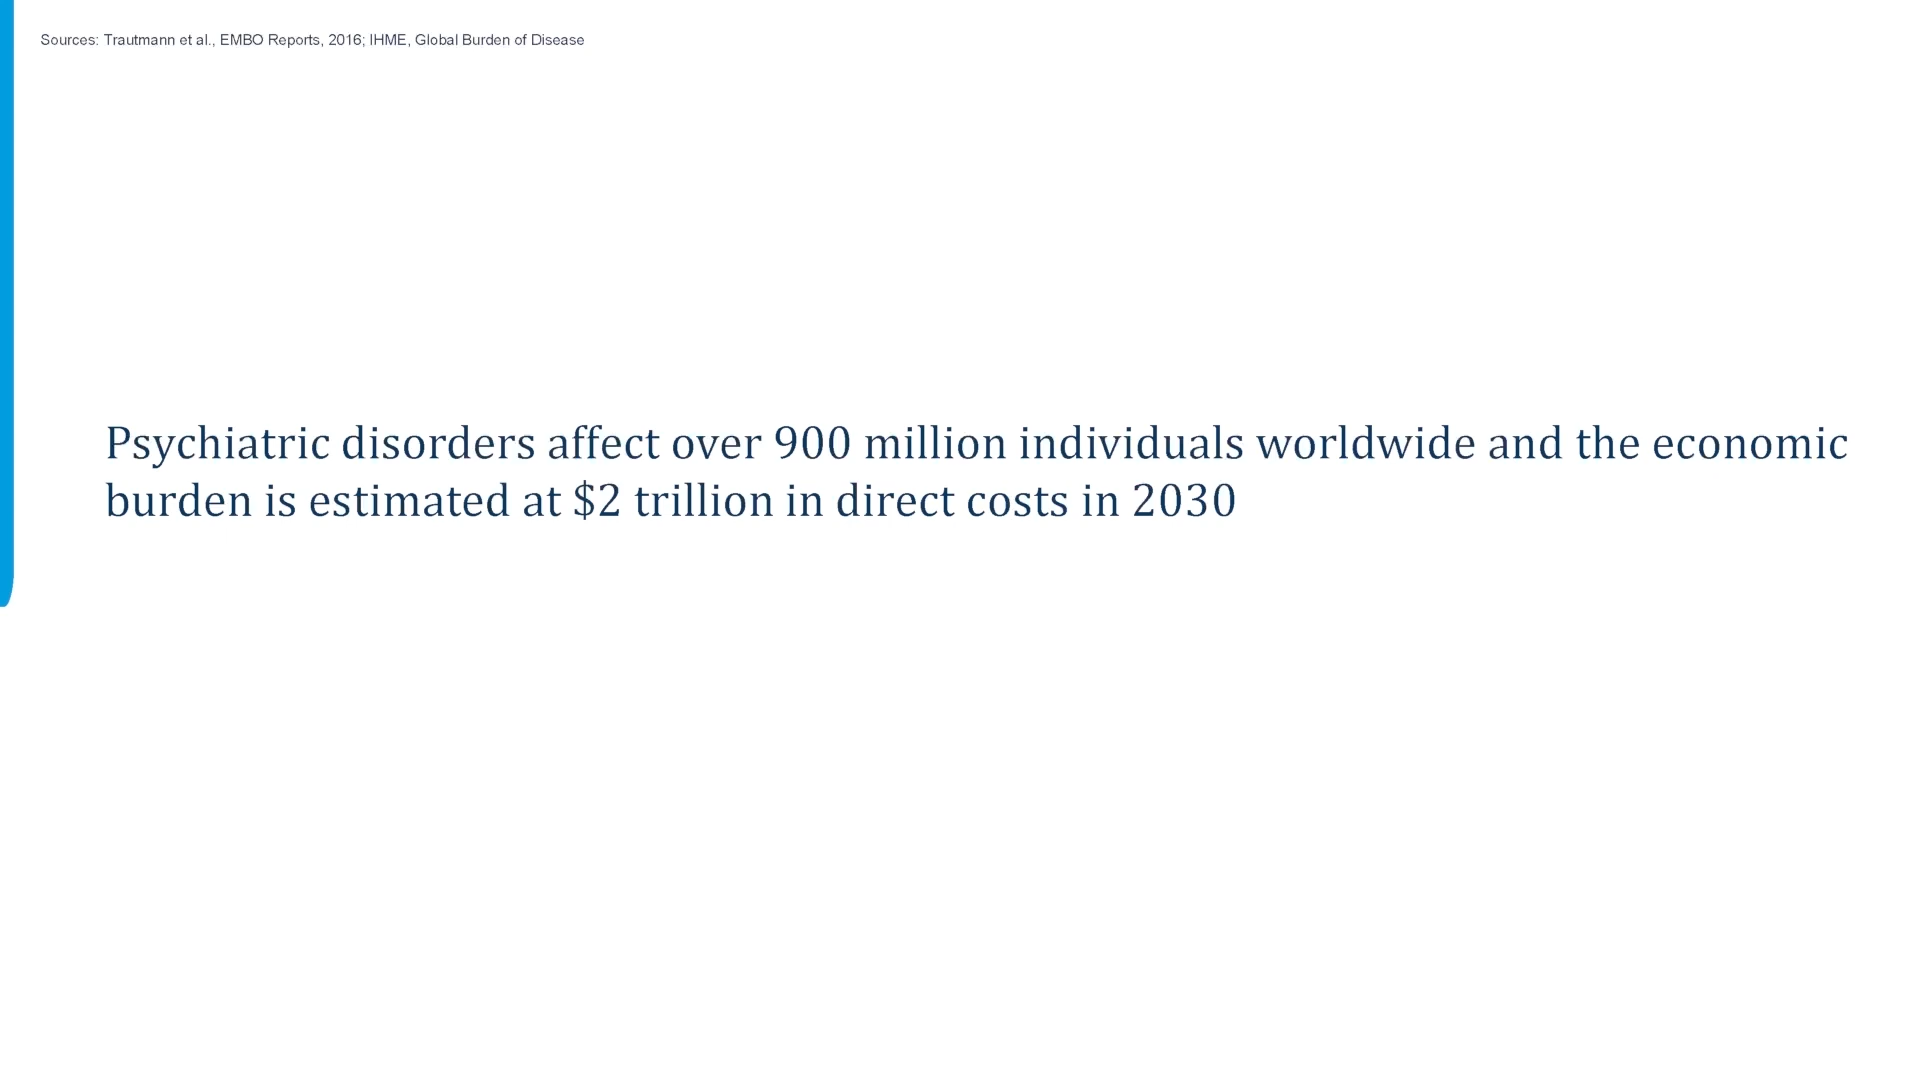 Sources: Trautmann et al., EMBO Reports, 2016; IHME, Global Burden of Disease
Psychiatric disorders affect over 900 million individuals worldwide and the economic
burden is estimated at $2 trillion in direct costs in 2030